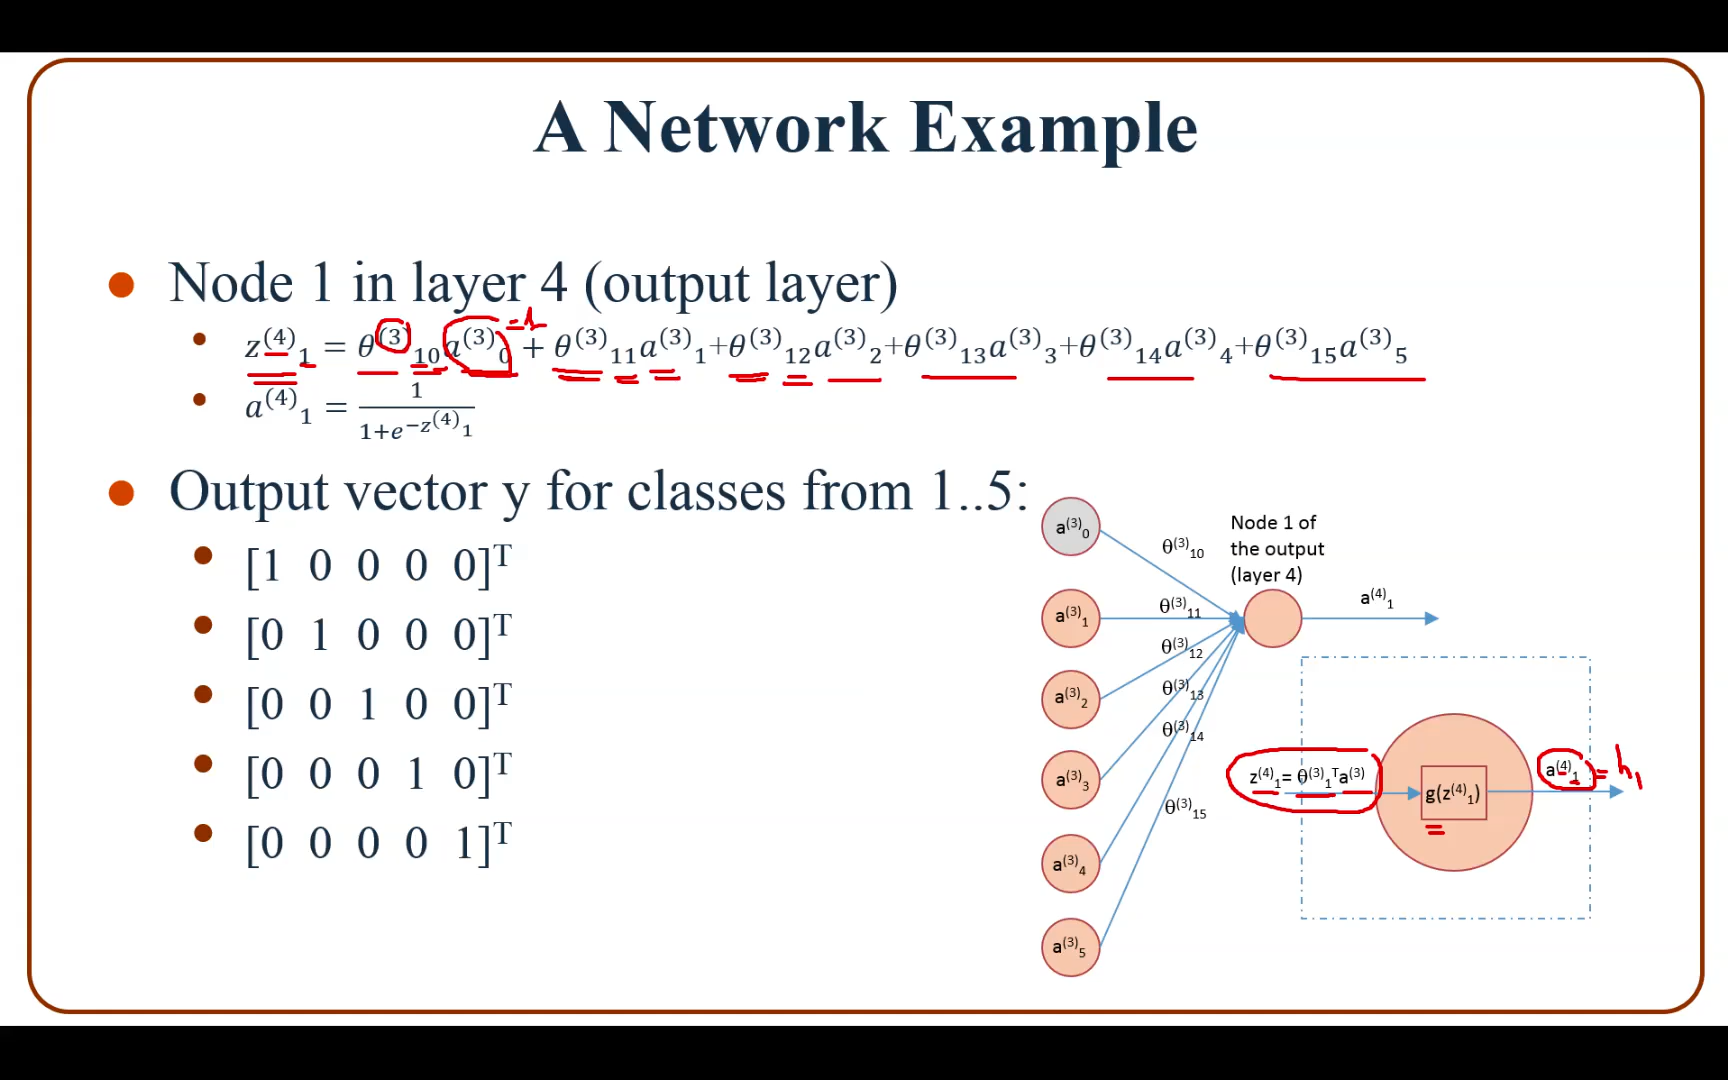 A Network Example
Node 1 in layer 4 (output layer)
z⁽⁴⁾₁ = θ⁽³⁾₁₀a⁽³⁾₀ + θ⁽³⁾₁₁a⁽³⁾₁+θ⁽³⁾₁₂a⁽³⁾₂+θ⁽³⁾₁₃a⁽³⁾₃+θ⁽³⁾₁₄a⁽³⁾₄+θ⁽³⁾₁₅a⁽³⁾₅
=1
a⁽⁴⁾₁ = 1/(1+e^(−z⁽⁴⁾₁))
Output vector y for classes from 1..5:
[1 0 0 0 0]ᵀ
[0 1 0 0 0]ᵀ
[0 0 1 0 0]ᵀ
[0 0 0 1 0]ᵀ
[0 0 0 0 1]ᵀ
a⁽³⁾₀
a⁽³⁾₁
a⁽³⁾₂
a⁽³⁾₃
a⁽³⁾₄
a⁽³⁾₅
θ⁽³⁾₁₀
θ⁽³⁾₁₁
θ⁽³⁾₁₂
θ⁽³⁾₁₃
θ⁽³⁾₁₄
θ⁽³⁾₁₅
Node 1 of
the output
(layer 4)
a⁽⁴⁾₁
z⁽⁴⁾₁= θ⁽³⁾₁ᵀa⁽³⁾
g(z⁽⁴⁾₁)
a⁽⁴⁾₁ = h₁